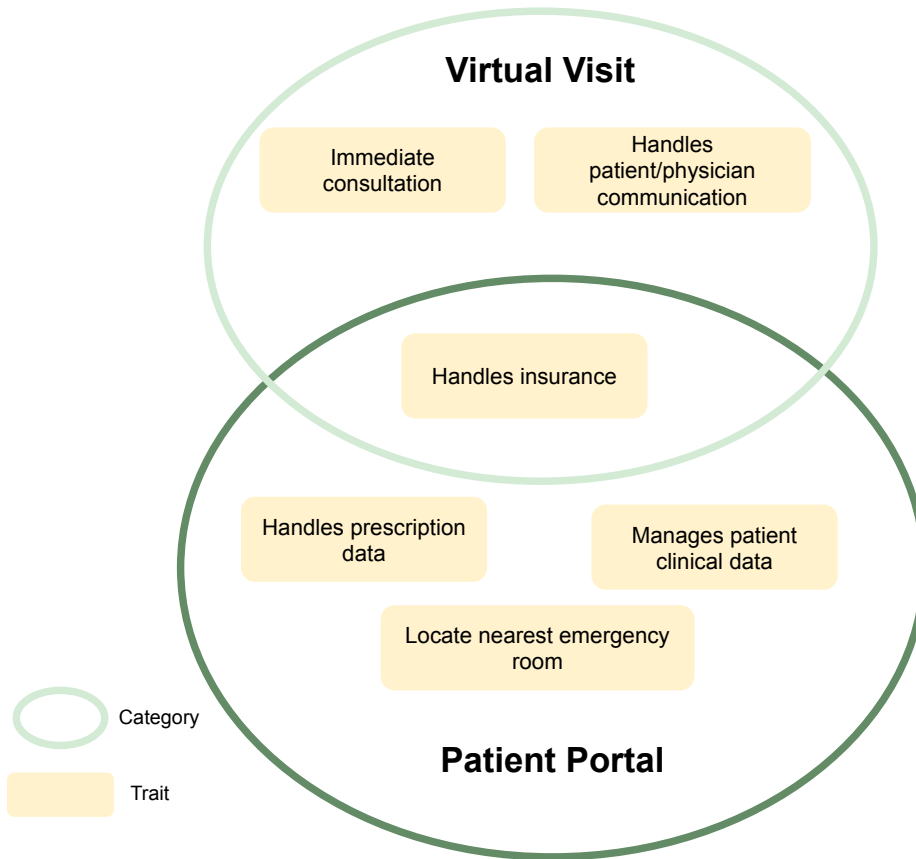 Virtual Visit
Immediate
consultation
Handles
patient/physician
communication
Handles insurance
Handles prescription
data
Manages patient
clinical data
Locate nearest emergency
room
Category
Patient Portal
Trait